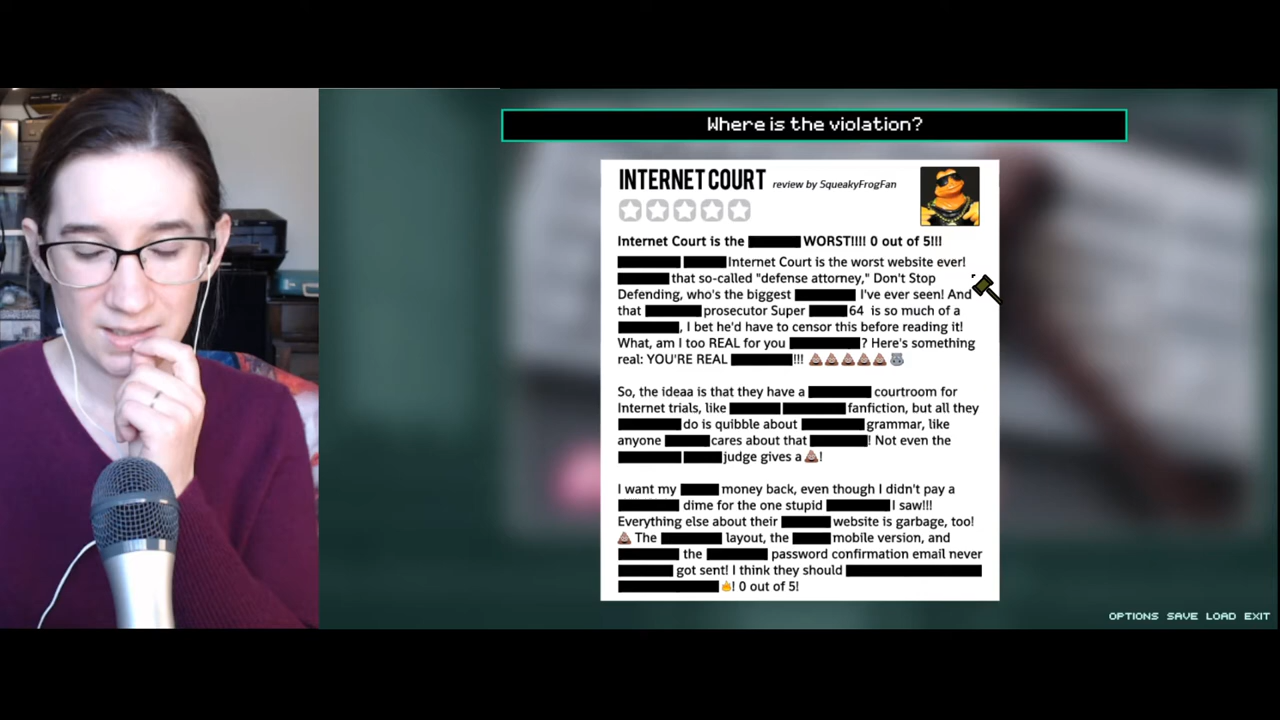 Where is the violation?
INTERNET COURT review by SqueakyFrogFan
Internet Court is the WORST!!!! 0 out of 5!!!
Internet Court is the worst website ever!
that so-called "defense attorney," Don't Stop
Defending, who's the biggest I've ever seen! And
that prosecutor Super 64 is so much of a
, I bet he'd have to censor this before reading it!
What, am I too REAL for you ? Here's something
real: YOU'RE REAL !!! 💩💩💩💩💩
So, the ideaa is that they have a courtroom for
Internet trials, like fanfiction, but all they
do is quibble about grammar, like
anyone cares about that ! Not even the
judge gives a 💩!
I want my money back, even though I didn't pay a
dime for the one stupid I saw!!!
Everything else about their website is garbage, too!
💩 The layout, the mobile version, and
the password confirmation email never
got sent! I think they should
🔥! 0 out of 5!
OPTIONS SAVE LOAD EXIT